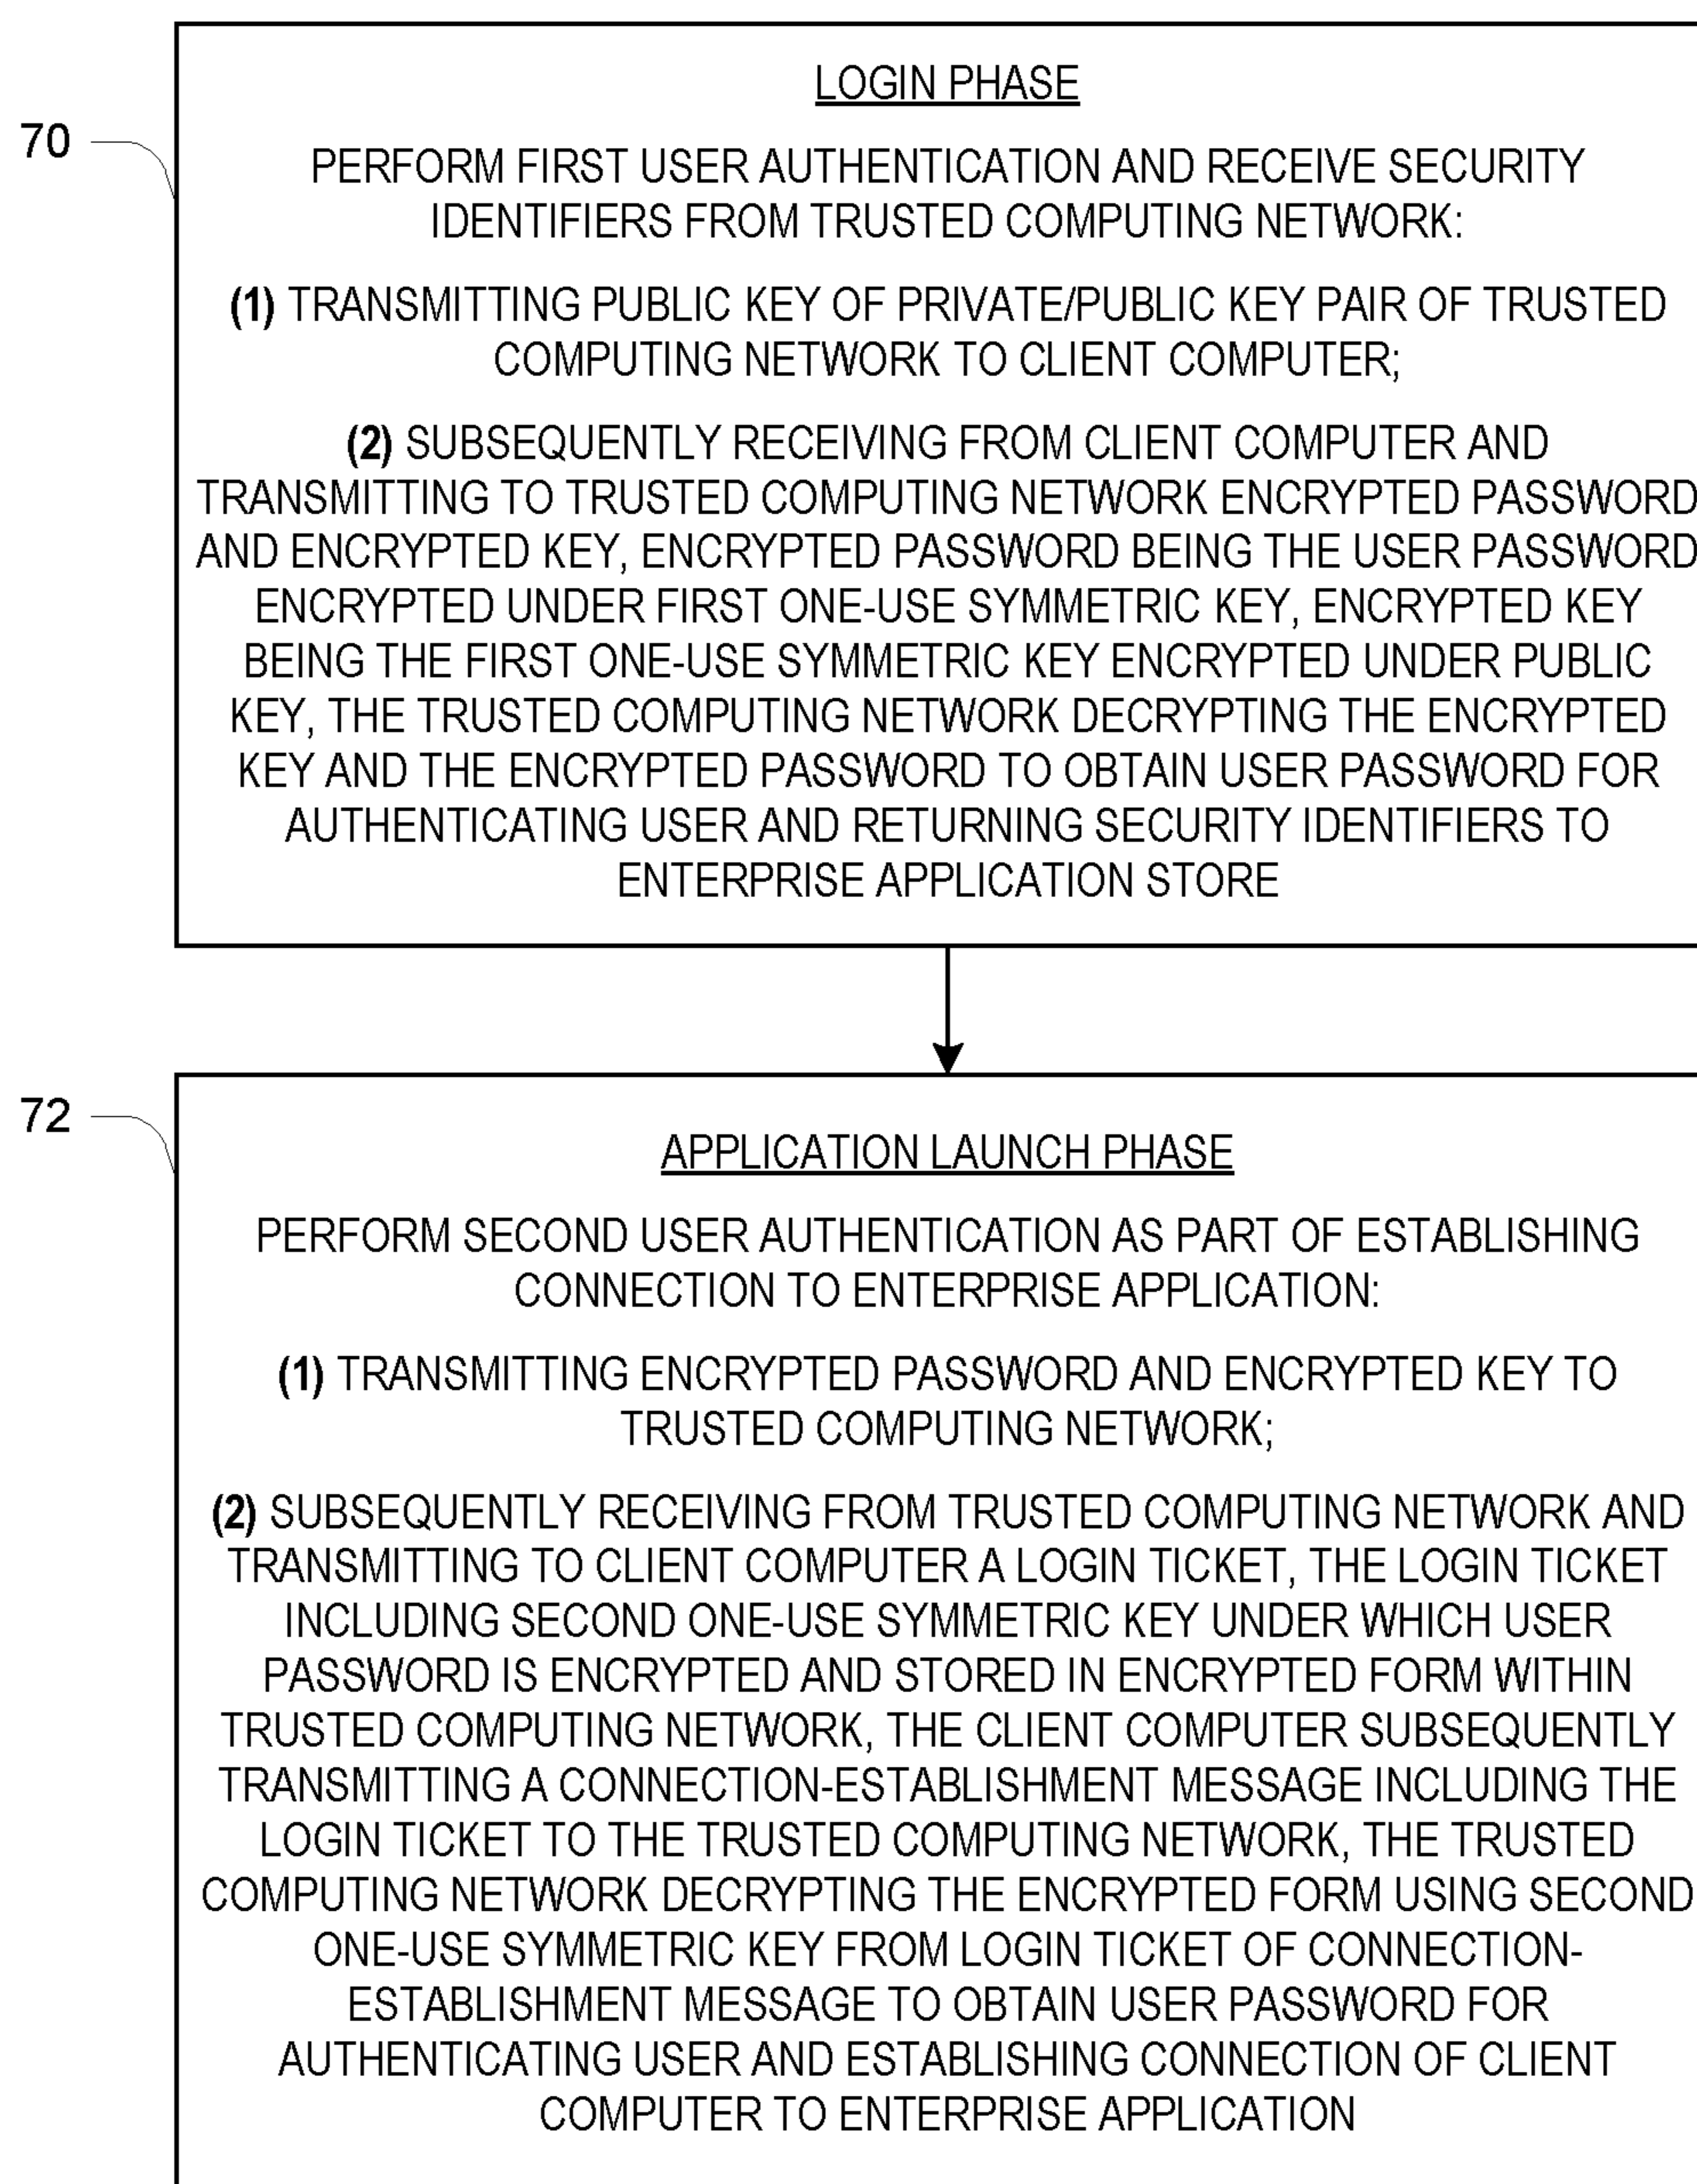 LOGIN PHASE
70
PERFORM FIRST USER AUTHENTICATION AND RECEIVE SECURITY
IDENTIFIERS FROM TRUSTED COMPUTING NETWORK:
(1) TRANSMITTING PUBLIC KEY OF PRIVATE/PUBLIC KEY PAIR OF TRUSTED
COMPUTING NETWORK TO CLIENT COMPUTER;
(2) SUBSEQUENTLY RECEIVING FROM CLIENT COMPUTER AND
TRANSMITTING TO TRUSTED COMPUTING NETWORK ENCRYPTED PASSWORD
AND ENCRYPTED KEY, ENCRYPTED PASSWORD BEING THE USER PASSWORD
ENCRYPTED UNDER FIRST ONE-USE SYMMETRIC KEY, ENCRYPTED KEY
BEING THE FIRST ONE-USE SYMMETRIC KEY ENCRYPTED UNDER PUBLIC
KEY, THE TRUSTED COMPUTING NETWORK DECRYPTING THE ENCRYPTED
KEY AND THE ENCRYPTED PASSWORD TO OBTAIN USER PASSWORD FOR
AUTHENTICATING USER AND RETURNING SECURITY IDENTIFIERS TO
ENTERPRISE APPLICATION STORE
72
APPLICATION LAUNCH PHASE
PERFORM SECOND USER AUTHENTICATION AS PART OF ESTABLISHING
CONNECTION TO ENTERPRISE APPLICATION:
(1) TRANSMITTING ENCRYPTED PASSWORD AND ENCRYPTED KEY TO
TRUSTED COMPUTING NETWORK;
(2) SUBSEQUENTLY RECEIVING FROM TRUSTED COMPUTING NETWORK AND
TRANSMITTING TO CLIENT COMPUTER A LOGIN TICKET, THE LOGIN TICKET
INCLUDING SECOND ONE-USE SYMMETRIC KEY UNDER WHICH USER
PASSWORD IS ENCRYPTED AND STORED IN ENCRYPTED FORM WITHIN
TRUSTED COMPUTING NETWORK, THE CLIENT COMPUTER SUBSEQUENTLY
TRANSMITTING A CONNECTION-ESTABLISHMENT MESSAGE INCLUDING THE
LOGIN TICKET TO THE TRUSTED COMPUTING NETWORK, THE TRUSTED
COMPUTING NETWORK DECRYPTING THE ENCRYPTED FORM USING SECOND
ONE-USE SYMMETRIC KEY FROM LOGIN TICKET OF CONNECTION-
ESTABLISHMENT MESSAGE TO OBTAIN USER PASSWORD FOR
AUTHENTICATING USER AND ESTABLISHING CONNECTION OF CLIENT
COMPUTER TO ENTERPRISE APPLICATION